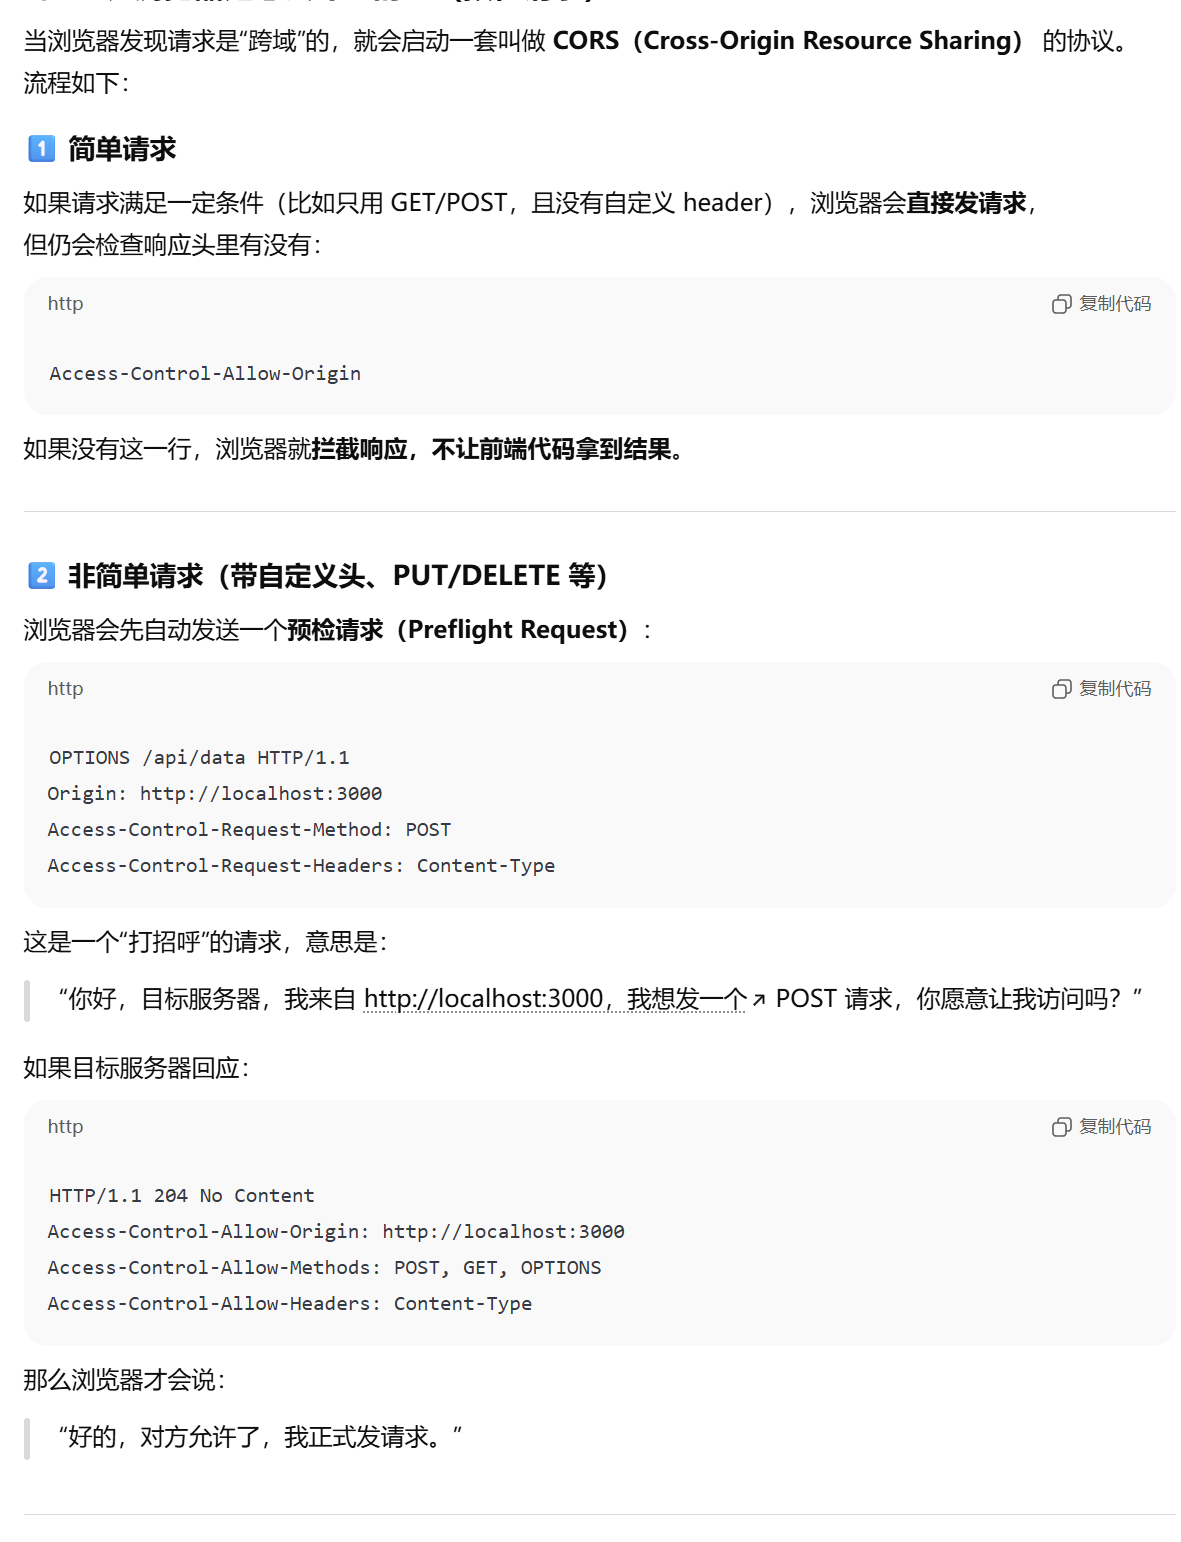 当浏览器发现请求是“跨域”的，就会启动一套叫做 CORS（Cross-Origin Resource Sharing） 的协议。
流程如下：
1 简单请求
如果请求满足一定条件（比如只用 GET/POST，且没有自定义 header），浏览器会直接发请求，
但仍会检查响应头里有没有：
http
复制代码
Access-Control-Allow-Origin
如果没有这一行，浏览器就拦截响应，不让前端代码拿到结果。
2 非简单请求（带自定义头、PUT/DELETE 等）
浏览器会先自动发送一个预检请求（Preflight Request）：
http
复制代码
OPTIONS /api/data HTTP/1.1
Origin: http://localhost:3000
Access-Control-Request-Method: POST
Access-Control-Request-Headers: Content-Type
这是一个“打招呼”的请求，意思是：
“你好，目标服务器，我来自 http://localhost:3000，我想发一个↗ POST 请求，你愿意让我访问吗？”
如果目标服务器回应：
http
复制代码
HTTP/1.1 204 No Content
Access-Control-Allow-Origin: http://localhost:3000
Access-Control-Allow-Methods: POST, GET, OPTIONS
Access-Control-Allow-Headers: Content-Type
那么浏览器才会说：
“好的，对方允许了，我正式发请求。”